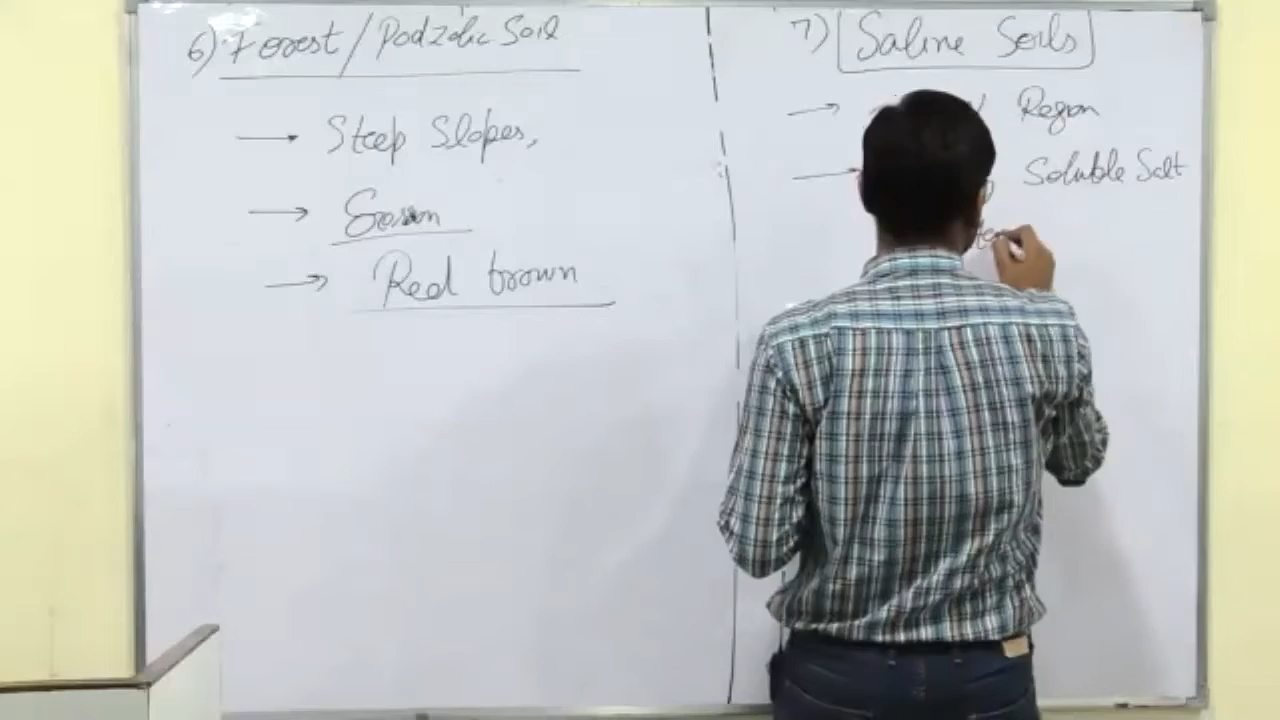 6) Forest / Podzolic Soil
→ Steep Slopes,
→ Erosion
→ Red brown
7) Saline Soils
→ Region
→ Soluble Salt